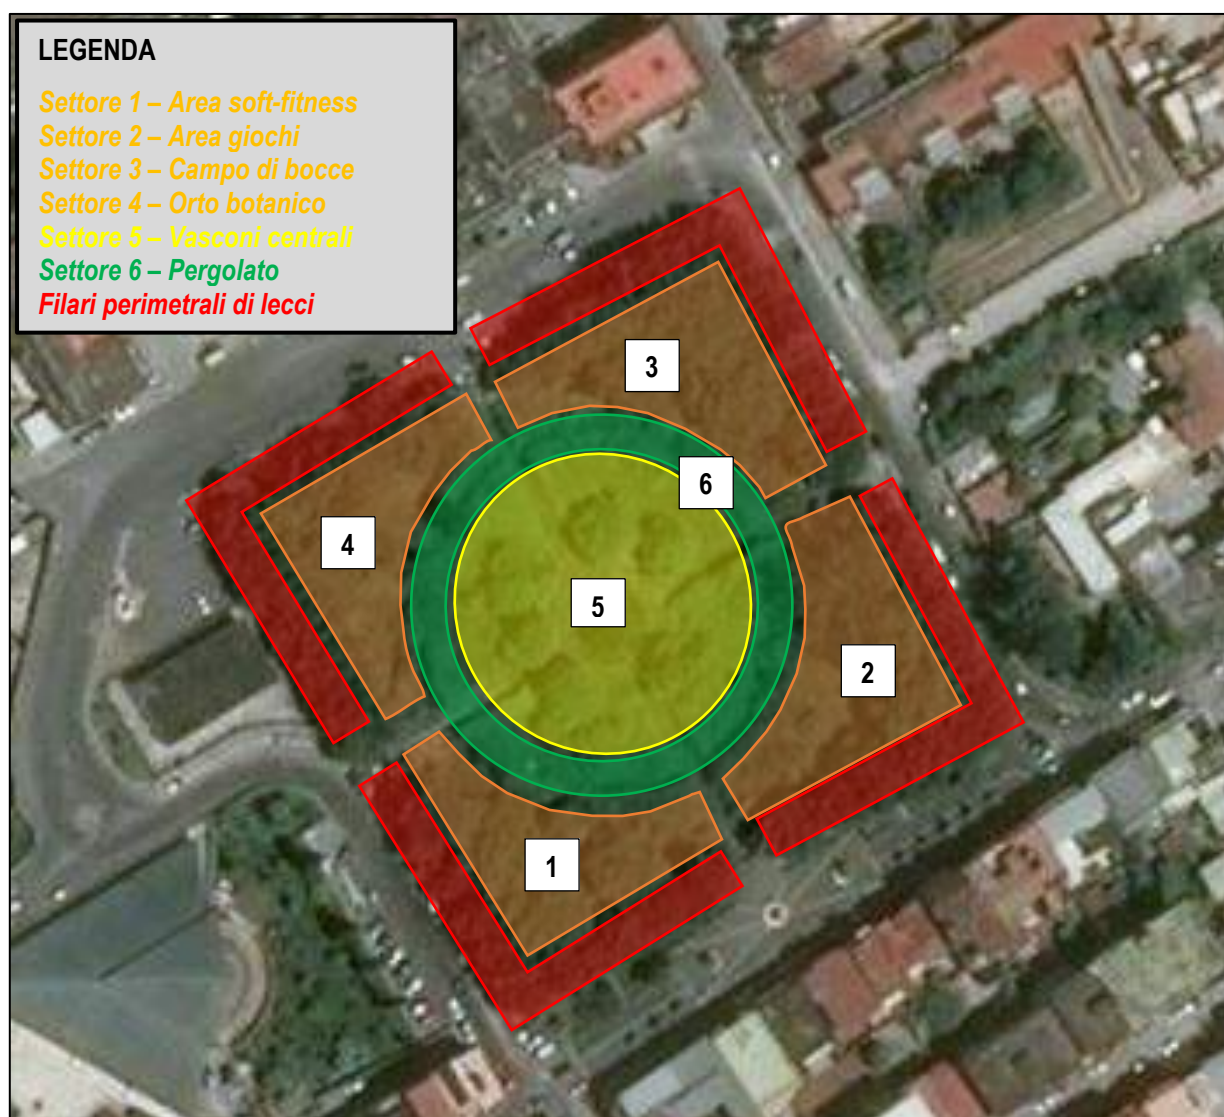 LEGENDA
Settore 1 – Area soft-fitness
Settore 2 – Area giochi
Settore 3 – Campo di bocce
Settore 4 – Orto botanico
Settore 5 – Vasconi centrali
Settore 6 – Pergolato
Filari perimetrali di lecci
3
6
4
5
2
1